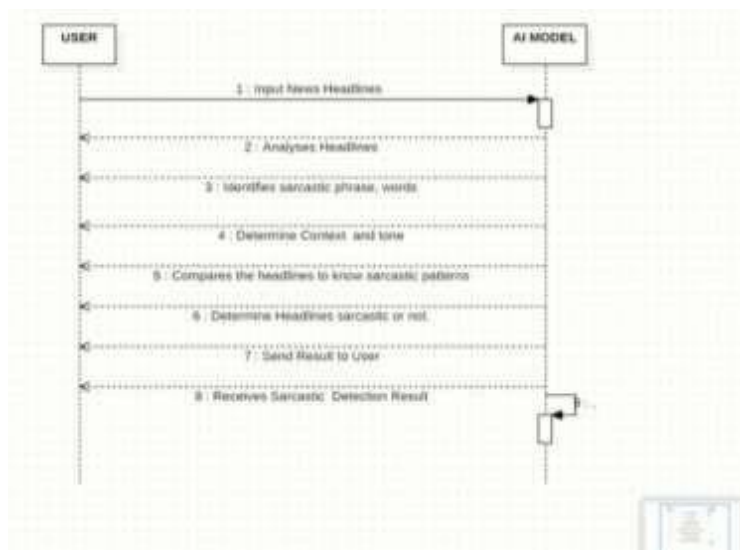 USER
AI MODEL
1 : Input News Headlines
2 : Analyses Headlines
3 : Identifies sarcastic phrase, words
4 : Determine Context and tone
5 : Compares the headlines to know sarcastic patterns
6 : Determine Headlines sarcastic or not.
7 : Send Result to User
8 : Receives Sarcastic Detection Result